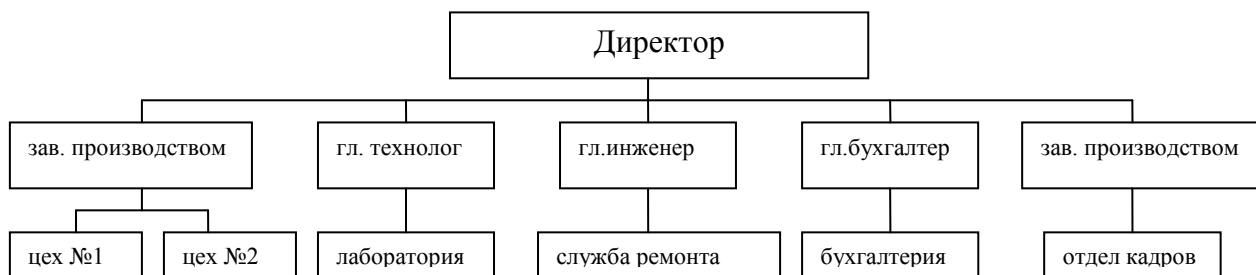 Директор
зав. производством
гл. технолог
гл.инженер
гл.бухгалтер
зав. производством
цех №1
цех №2
лаборатория
служба ремонта
бухгалтерия
отдел кадров